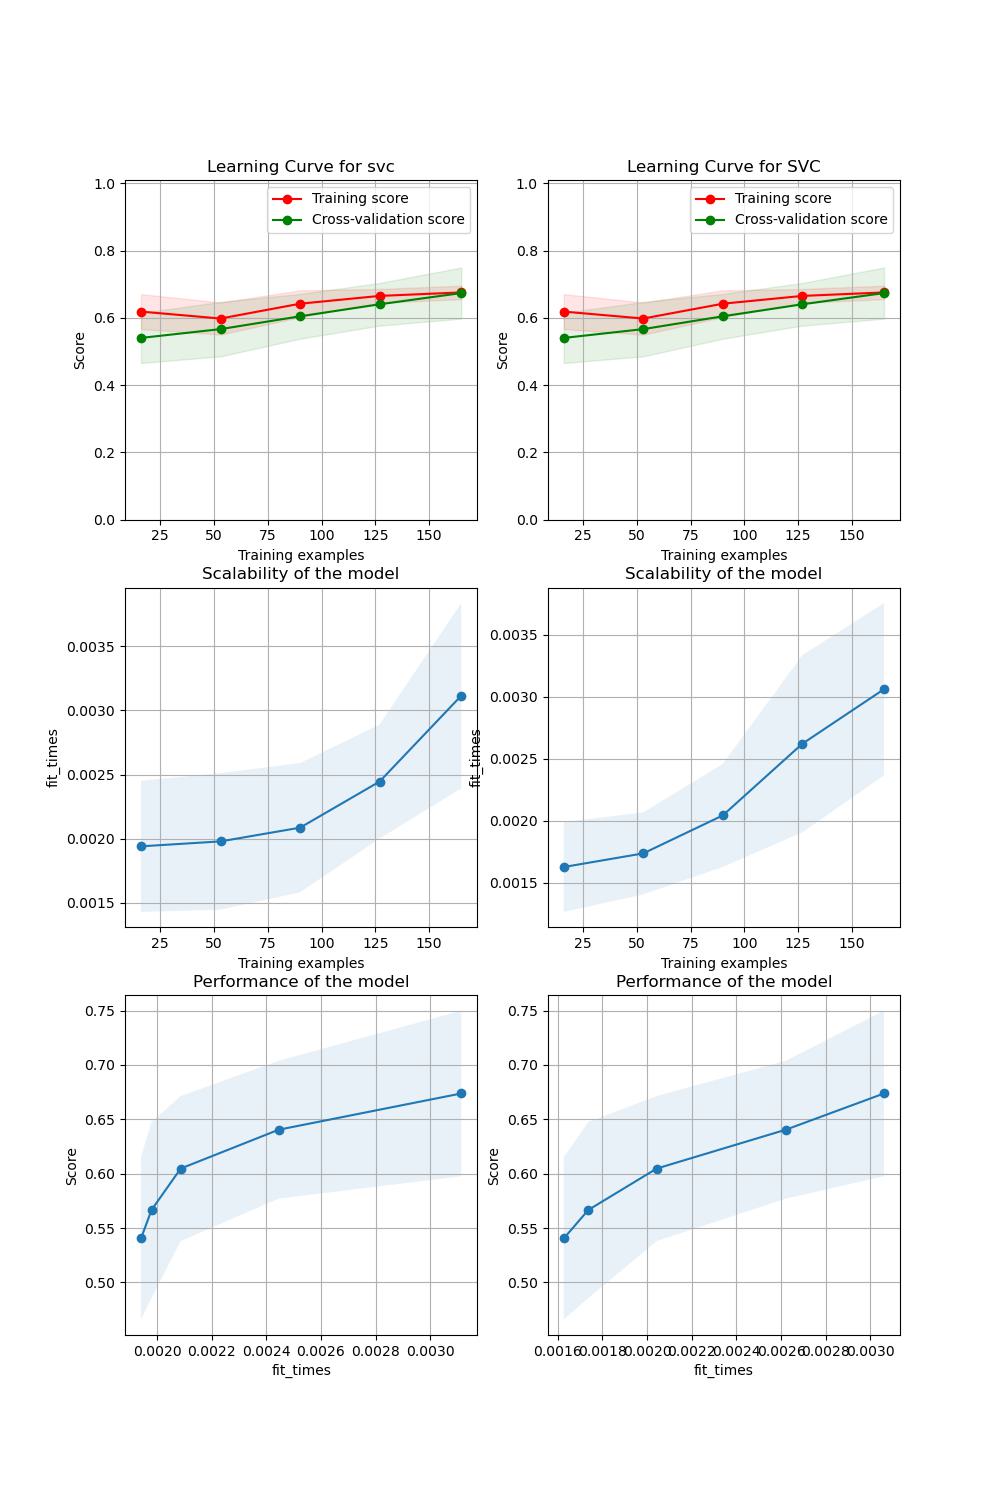 Learning Curve for svc
1.0
0.8
0.6
0.4
0.2
0.0
Score
Training score
Cross-validation score
25 50 75 100 125 150
Training examples
Learning Curve for SVC
1.0
0.8
0.6
0.4
0.2
0.0
Score
Training score
Cross-validation score
25 50 75 100 125 150
Training examples
Scalability of the model
0.0035
0.0030
0.0025
0.0020
0.0015
fit_times
25 50 75 100 125 150
Training examples
Scalability of the model
0.0035
0.0030
0.0025
0.0020
0.0015
fit_times
25 50 75 100 125 150
Training examples
Performance of the model
0.75
0.70
0.65
0.60
0.55
0.50
Score
0.0020 0.0022 0.0024 0.0026 0.0028 0.0030
fit_times
Performance of the model
0.75
0.70
0.65
0.60
0.55
0.50
Score
0.0016 0.0018 0.0020 0.0022 0.0024 0.0026 0.0028 0.0030
fit_times